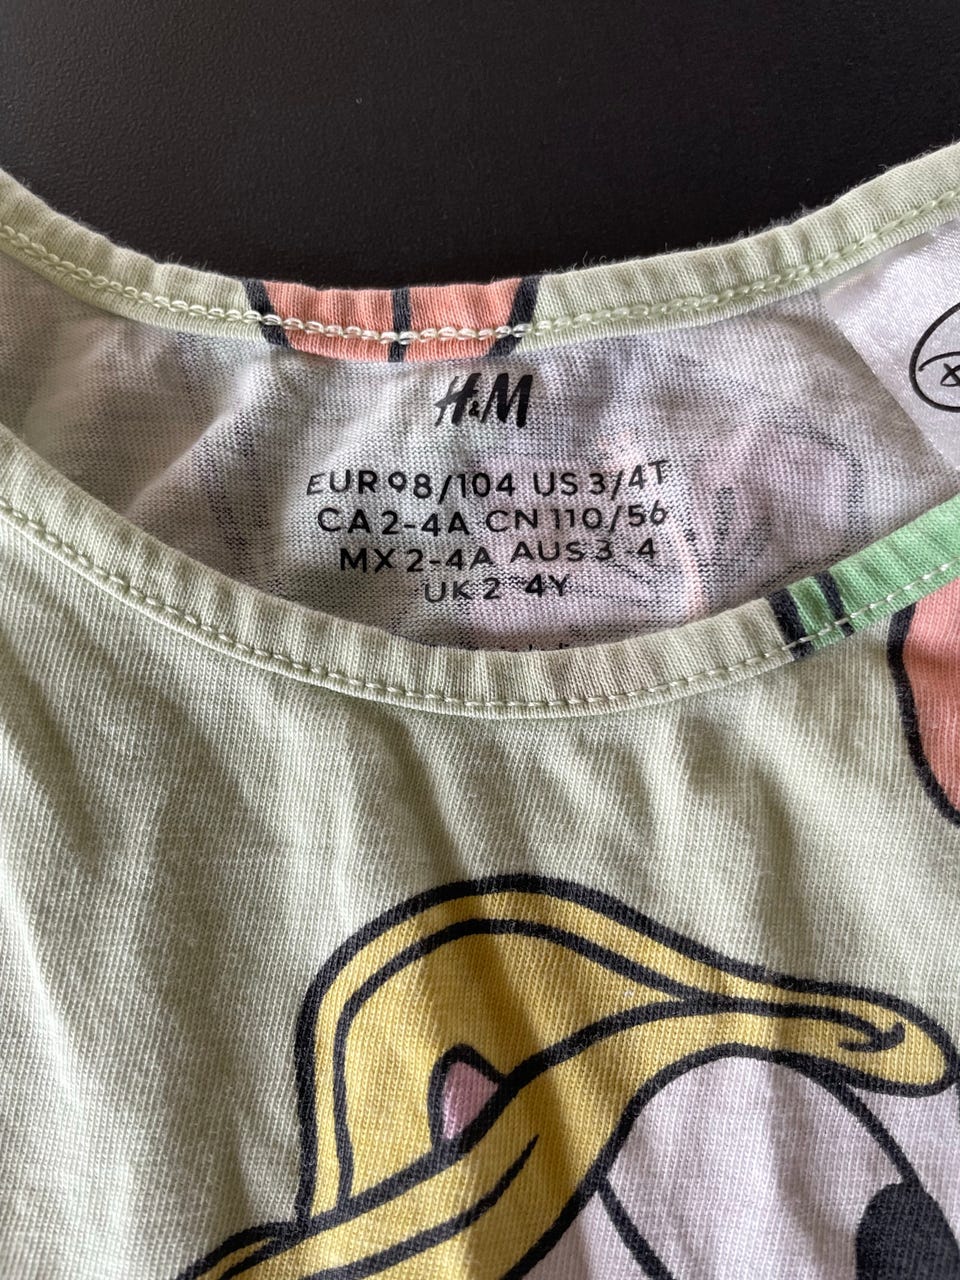 H&M
EUR 98/104 US 3/4T
CA 2-4A CN 110/56
MX 2-4A AUS 3-4
UK 2-4Y